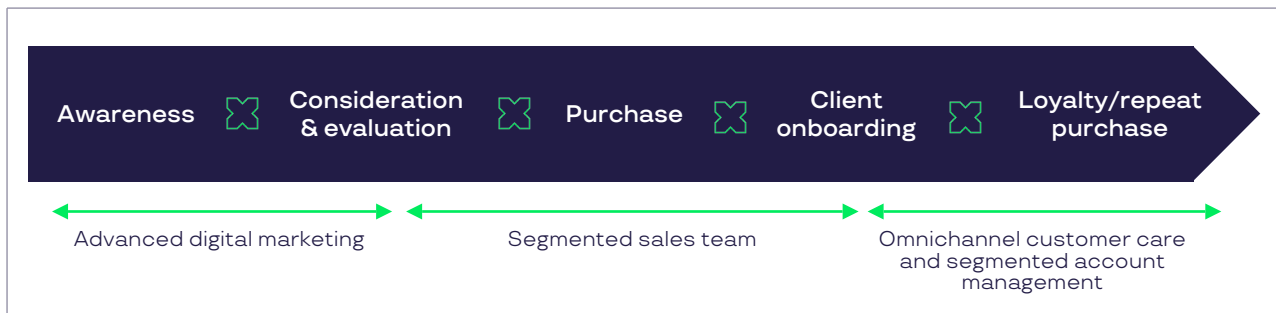 Awareness
Consideration
& evaluation
Purchase
Client
onboarding
Loyalty/repeat
purchase
Advanced digital marketing
Segmented sales team
Omnichannel customer care
and segmented account
management